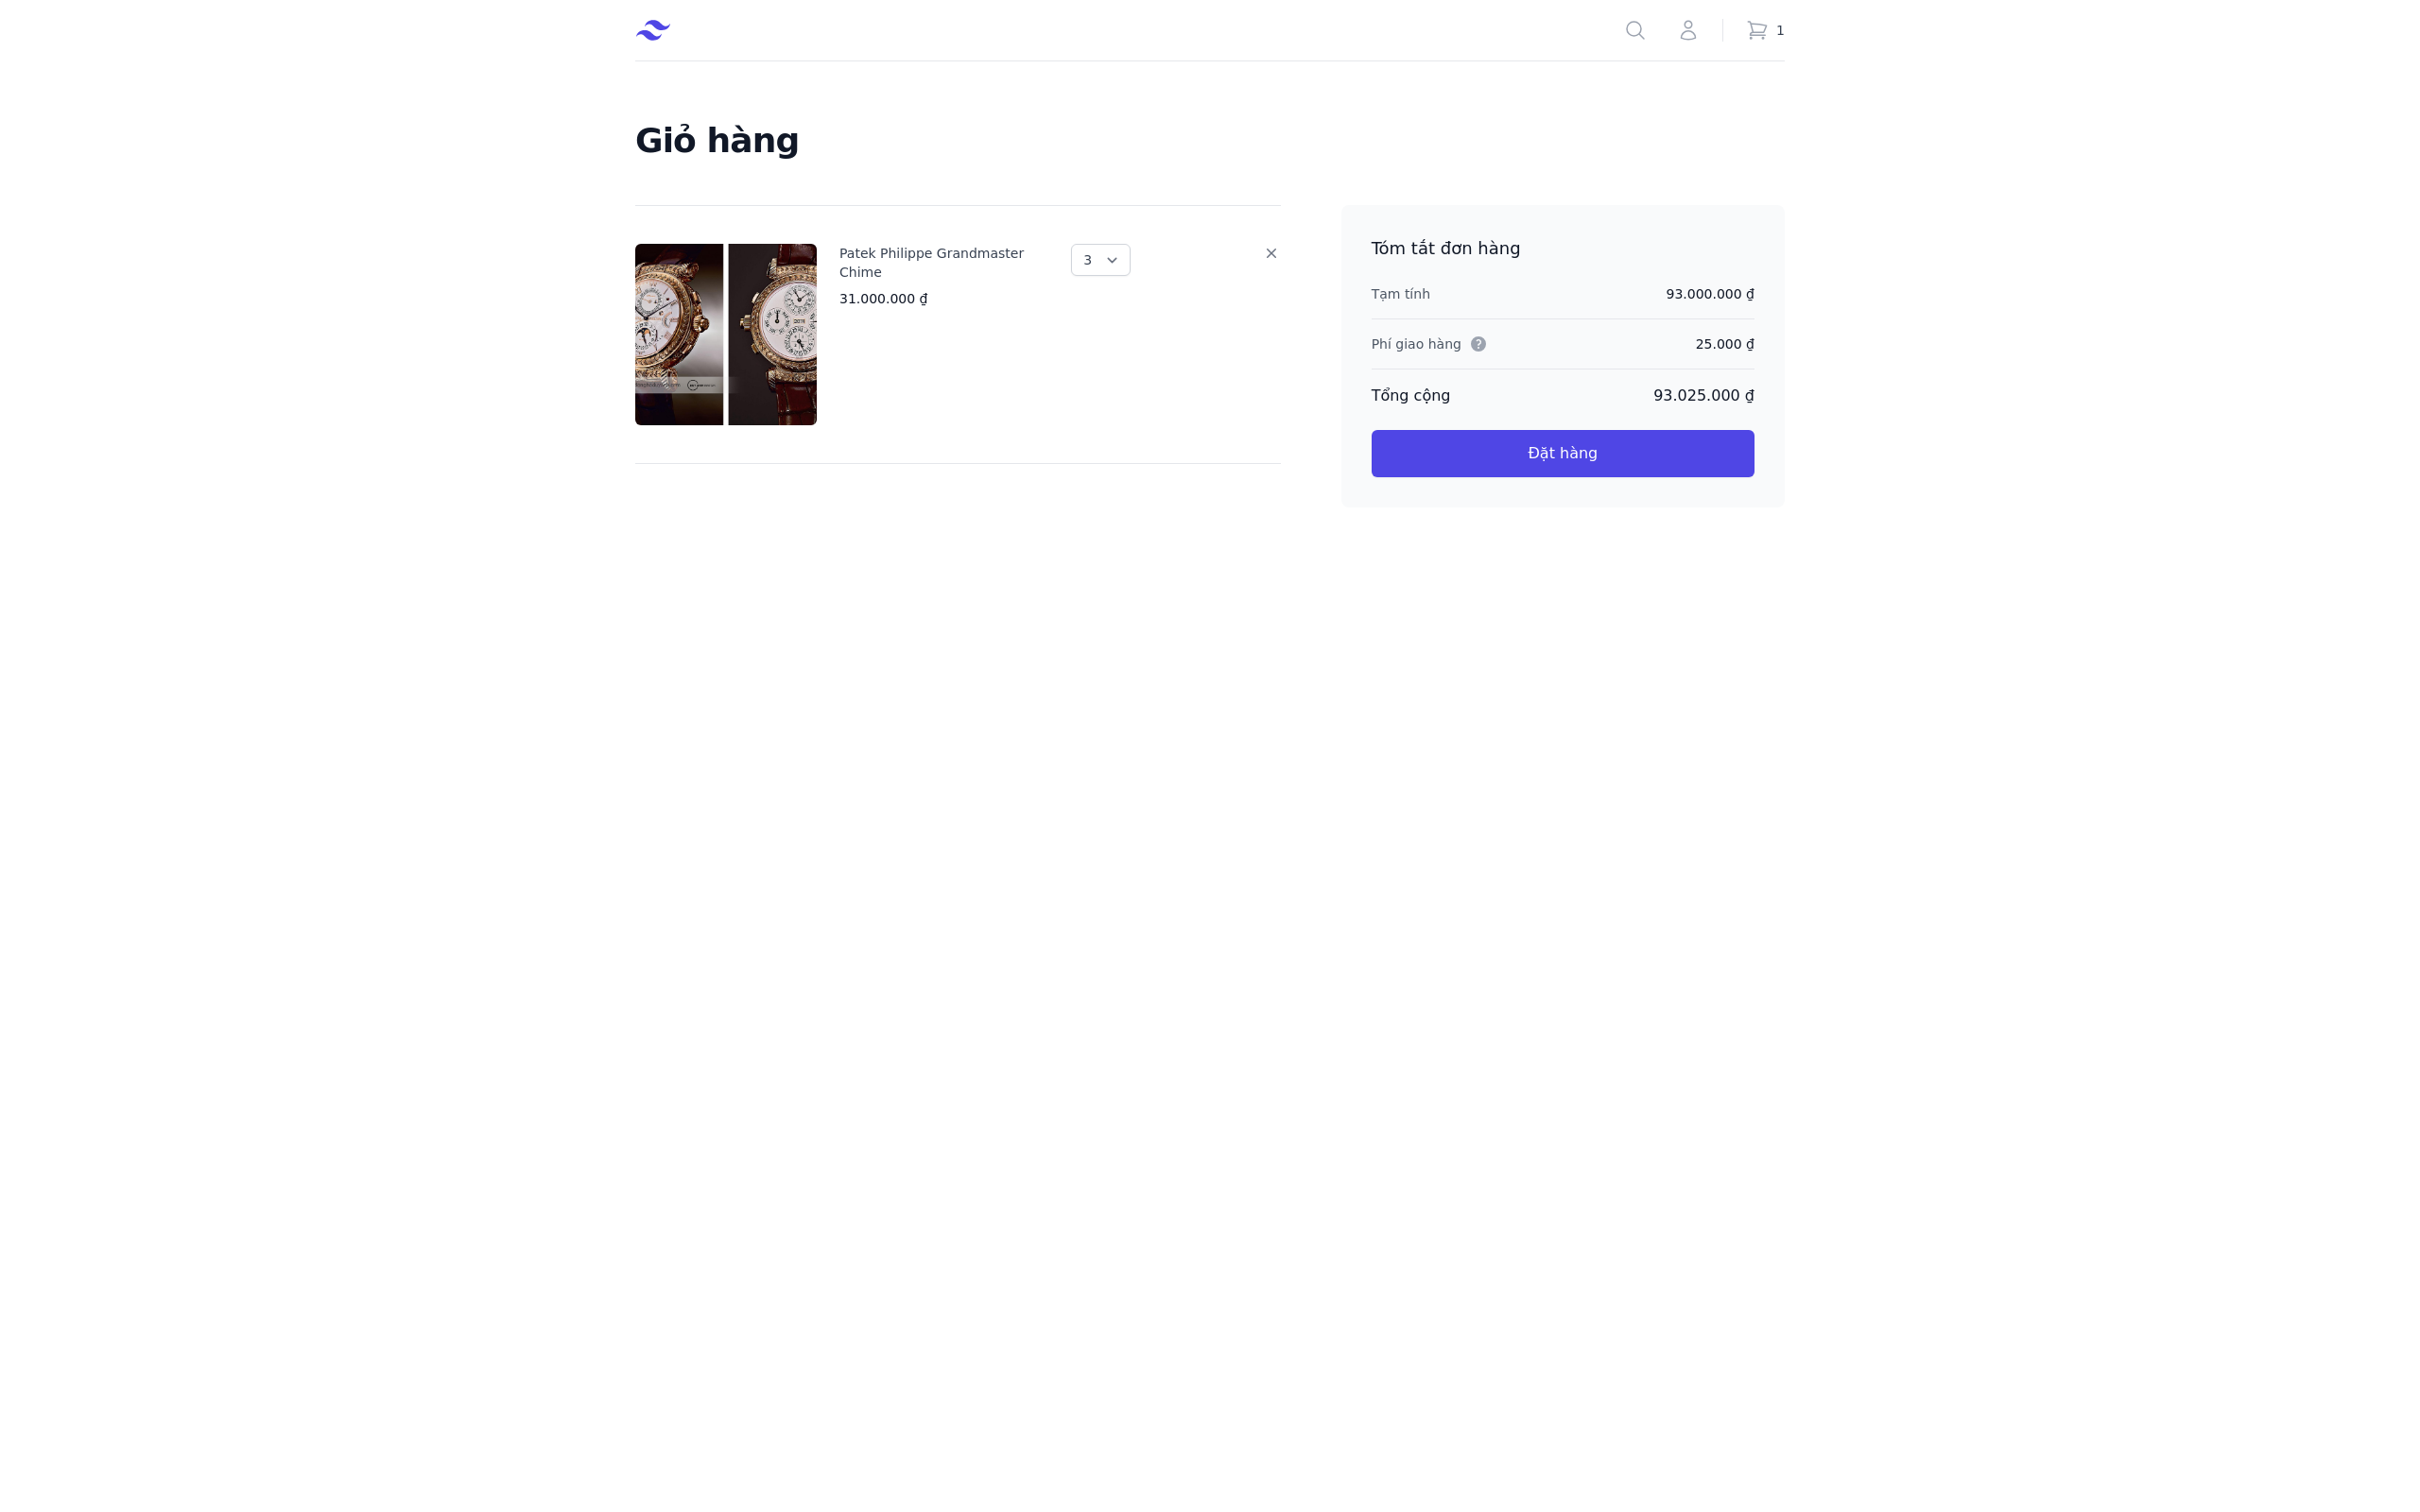 1
Giỏ hàng
Patek Philippe Grandmaster
Chime
31.000.000 ₫
3
Tóm tắt đơn hàng
Tạm tính 93.000.000 ₫
Phí giao hàng 25.000 ₫
Tổng cộng 93.025.000 ₫
Đặt hàng